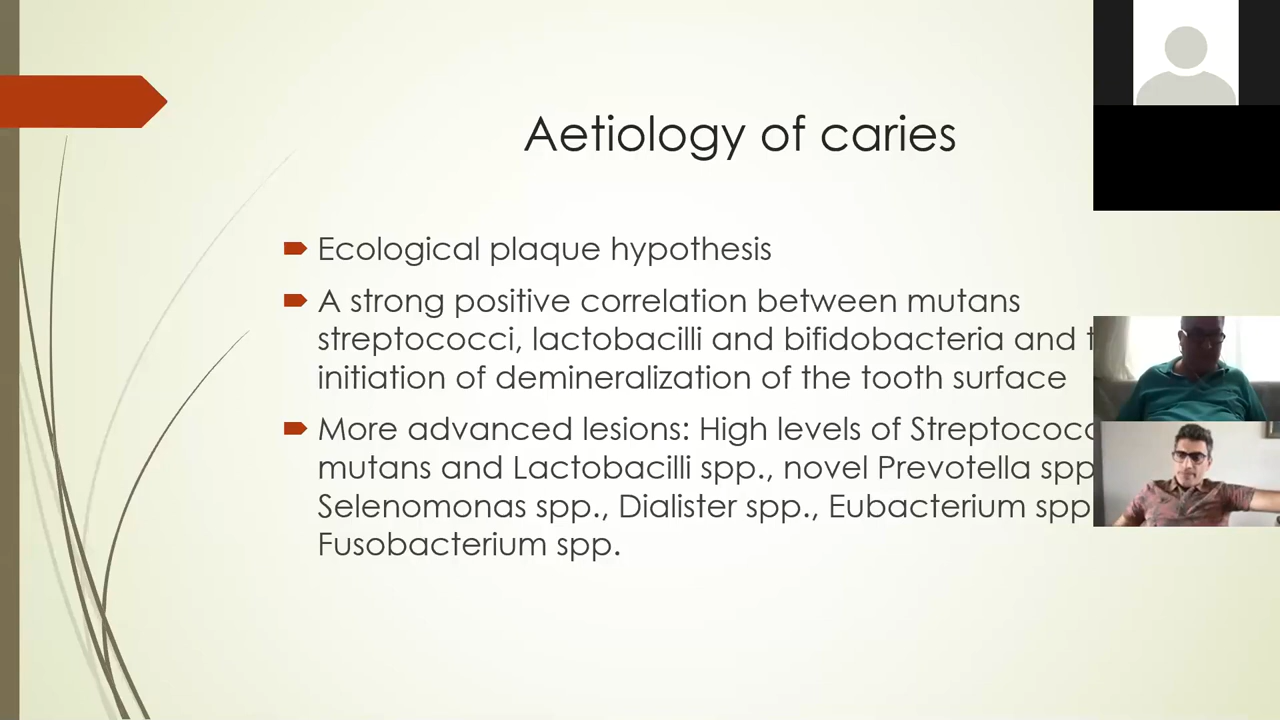 Aetiology of caries
Ecological plaque hypothesis
A strong positive correlation between mutans
streptococci, lactobacilli and bifidobacteria and
initiation of demineralization of the tooth surface
More advanced lesions: High levels of
mutans and Lactobacilli spp., novel Prevotella spp
Selenomonas spp., Dialister spp., Eubacterium spp
Fusobacterium spp.